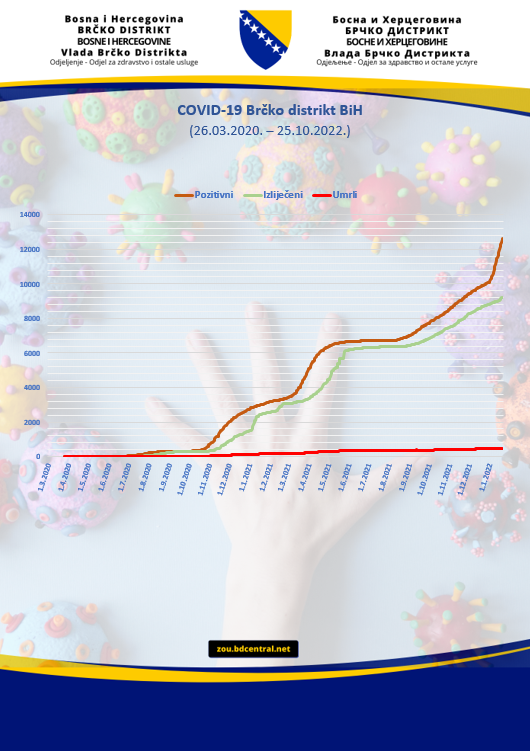 Bosna i Hercegovina
BRČKO DISTRIKT
BOSNE I HERCEGOVINE
Vlada Brčko Distrikta
Odjeljenje - Odjel za zdravstvo i ostale usluge
Босна и Херцеговина
БРЧКО ДИСТРИКТ
БОСНЕ И ХЕРЦЕГОВИНЕ
Влада Брчко Дистрикта
Одјељење - Одјел за здравство и остале услуге
COVID-19 Brčko distrikt BiH
(26.03.2020. – 25.10.2022.)
Pozitivni Izliječeni Umrli
14000
12000
10000
8000
6000
4000
2000
0
1.3.2020 1.4.2020 1.5.2020 1.6.2020 1.7.2020 1.8.2020 1.9.2020 1.10.2020 1.11.2020 1.12.2020 1.1.2021 1.2.2021 1.3.2021 1.4.2021 1.5.2021 1.6.2021 1.7.2021 1.8.2021 1.9.2021 1.10.2021 1.11.2021 1.12.2021 1.1.2022
zou.bdcentral.net